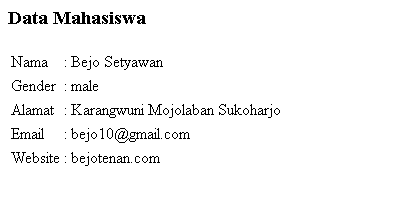 Data Mahasiswa
Nama : Bejo Setyawan
Gender : male
Alamat : Karangwuni Mojolaban Sukoharjo
Email : bejo10@gmail.com
Website : bejotenan.com